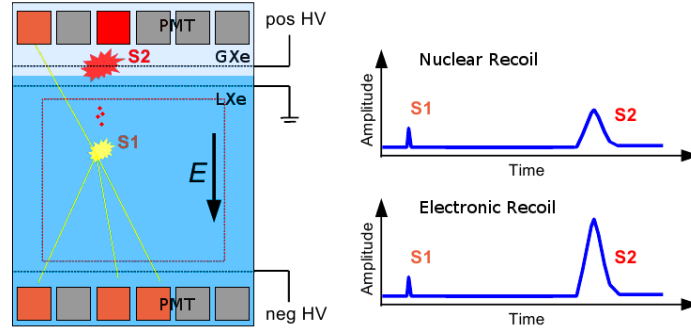 PMT
pos HV
S2
GXe
LXe
S1
E
PMT
neg HV
Nuclear Recoil
Amplitude
S1
S2
Time
Electronic Recoil
Amplitude
S1
S2
Time